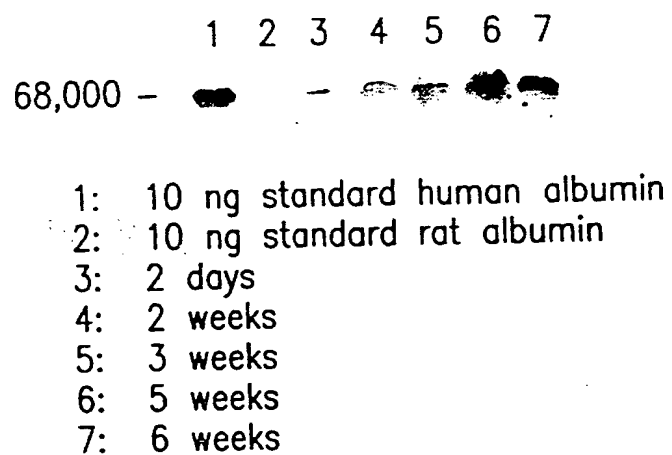 1 2 3 4 5 6 7
68,000 –
1: 10 ng standard human albumin
2: 10 ng standard rat albumin
3: 2 days
4: 2 weeks
5: 3 weeks
6: 5 weeks
7: 6 weeks